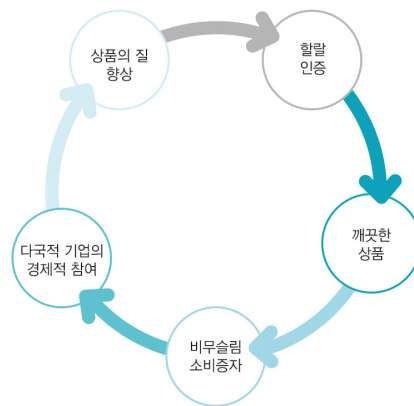 상품의 질
향상
할랄
인증
깨끗한
상품
비무슬림
소비증자
다국적 기업의
경제적 참여